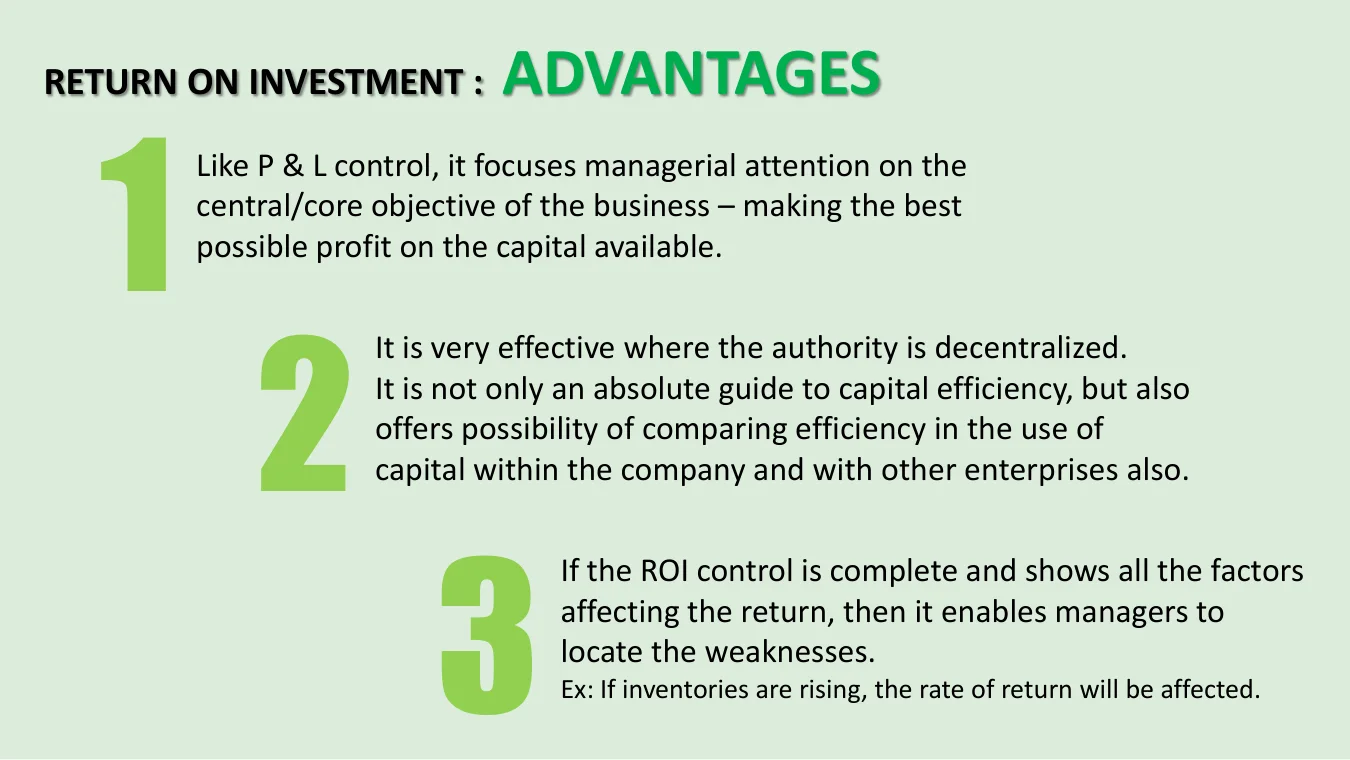 RETURN ON INVESTMENT : ADVANTAGES
1
Like P & L control, it focuses managerial attention on the
central/core objective of the business – making the best
possible profit on the capital available.
2
It is very effective where the authority is decentralized.
It is not only an absolute guide to capital efficiency, but also
offers possibility of comparing efficiency in the use of
capital within the company and with other enterprises also.
3
If the ROI control is complete and shows all the factors
affecting the return, then it enables managers to
locate the weaknesses.
Ex: If inventories are rising, the rate of return will be affected.